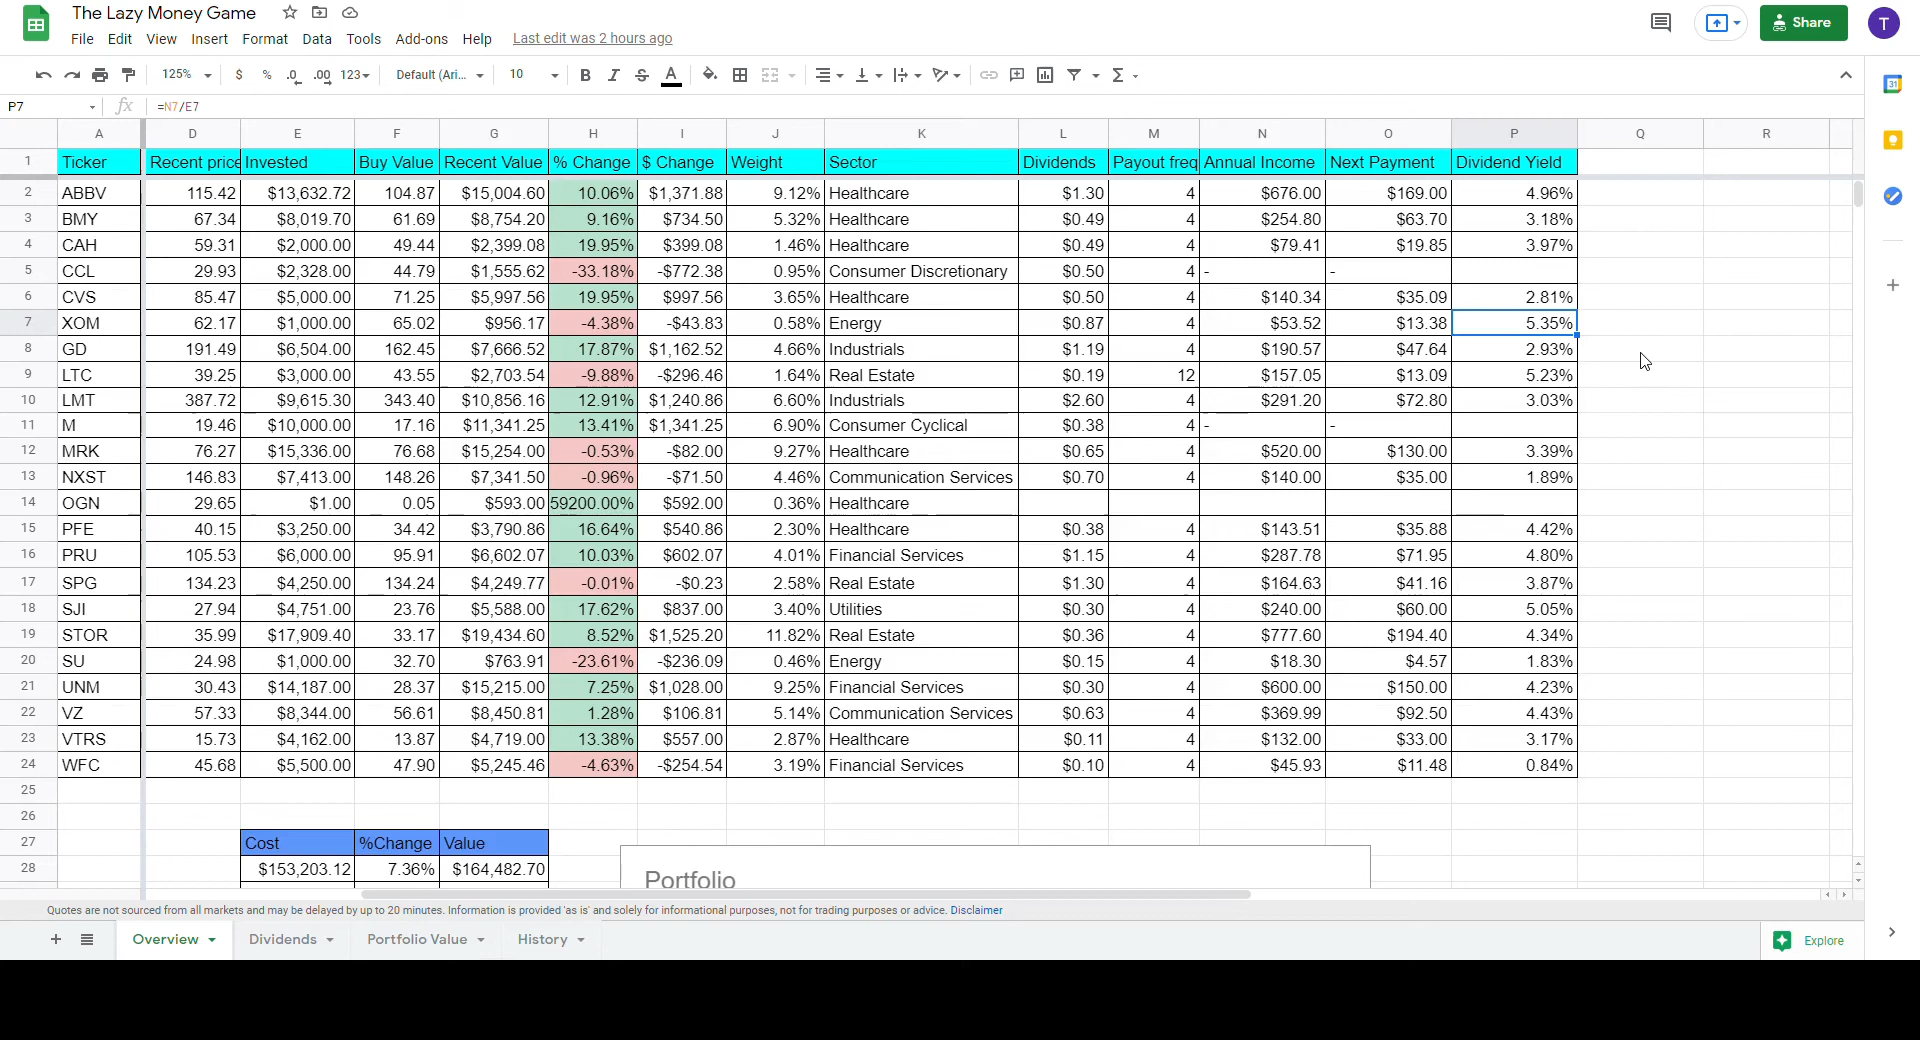 The Lazy Money Game
File Edit View Insert Format Data Tools Add-ons Help Last edit was 2 hours ago
Share T
125% $ % .0 .00 123 Default (Ari... 10 B I S A Σ
31
P7 fx =N7/E7
A D E F G H I J K L M N O P Q R
1 Ticker Recent price Invested Buy Value Recent Value % Change $ Change Weight Sector Dividends Payout freq Annual Income Next Payment Dividend Yield
2 ABBV 115.42 $13,632.72 104.87 $15,004.60 10.06% $1,371.88 9.12% Healthcare $1.30 4 $676.00 $169.00 4.96%
3 BMY 67.34 $8,019.70 61.69 $8,754.20 9.16% $734.50 5.32% Healthcare $0.49 4 $254.80 $63.70 3.18%
4 CAH 59.31 $2,000.00 49.44 $2,399.08 19.95% $399.08 1.46% Healthcare $0.49 4 $79.41 $19.85 3.97%
5 CCL 29.93 $2,328.00 44.79 $1,555.62 -33.18% -$772.38 0.95% Consumer Discretionary $0.50 4 - -
6 CVS 85.47 $5,000.00 71.25 $5,997.56 19.95% $997.56 3.65% Healthcare $0.50 4 $140.34 $35.09 2.81%
7 XOM 62.17 $1,000.00 65.02 $956.17 -4.38% -$43.83 0.58% Energy $0.87 4 $53.52 $13.38 5.35%
8 GD 191.49 $6,504.00 162.45 $7,666.52 17.87% $1,162.52 4.66% Industrials $1.19 4 $190.57 $47.64 2.93%
9 LTC 39.25 $3,000.00 43.55 $2,703.54 -9.88% -$296.46 1.64% Real Estate $0.19 12 $157.05 $13.09 5.23%
10 LMT 387.72 $9,615.30 343.40 $10,856.16 12.91% $1,240.86 6.60% Industrials $2.60 4 $291.20 $72.80 3.03%
11 M 19.46 $10,000.00 17.16 $11,341.25 13.41% $1,341.25 6.90% Consumer Cyclical $0.38 4 - -
12 MRK 76.27 $15,336.00 76.68 $15,254.00 -0.53% -$82.00 9.27% Healthcare $0.65 4 $520.00 $130.00 3.39%
13 NXST 146.83 $7,413.00 148.26 $7,341.50 -0.96% -$71.50 4.46% Communication Services $0.70 4 $140.00 $35.00 1.89%
14 OGN 29.65 $1.00 0.05 $593.00 59200.00% $592.00 0.36% Healthcare
15 PFE 40.15 $3,250.00 34.42 $3,790.86 16.64% $540.86 2.30% Healthcare $0.38 4 $143.51 $35.88 4.42%
16 PRU 105.53 $6,000.00 95.91 $6,602.07 10.03% $602.07 4.01% Financial Services $1.15 4 $287.78 $71.95 4.80%
17 SPG 134.23 $4,250.00 134.24 $4,249.77 -0.01% -$0.23 2.58% Real Estate $1.30 4 $164.63 $41.16 3.87%
18 SJI 27.94 $4,751.00 23.76 $5,588.00 17.62% $837.00 3.40% Utilities $0.30 4 $240.00 $60.00 5.05%
19 STOR 35.99 $17,909.40 33.17 $19,434.60 8.52% $1,525.20 11.82% Real Estate $0.36 4 $777.60 $194.40 4.34%
20 SU 24.98 $1,000.00 32.70 $763.91 -23.61% -$236.09 0.46% Energy $0.15 4 $18.30 $4.57 1.83%
21 UNM 30.43 $14,187.00 28.37 $15,215.00 7.25% $1,028.00 9.25% Financial Services $0.30 4 $600.00 $150.00 4.23%
22 VZ 57.33 $8,344.00 56.61 $8,450.81 1.28% $106.81 5.14% Communication Services $0.63 4 $369.99 $92.50 4.43%
23 VTRS 15.73 $4,162.00 13.87 $4,719.00 13.38% $557.00 2.87% Healthcare $0.11 4 $132.00 $33.00 3.17%
24 WFC 45.68 $5,500.00 47.90 $5,245.46 -4.63% -$254.54 3.19% Financial Services $0.10 4 $45.93 $11.48 0.84%
25
26
27 Cost %Change Value
28 $153,203.12 7.36% $164,482.70
Portfolio
Quotes are not sourced from all markets and may be delayed by up to 20 minutes. Information is provided 'as is' and solely for informational purposes, not for trading purposes or advice. Disclaimer
Overview Dividends Portfolio Value History Explore